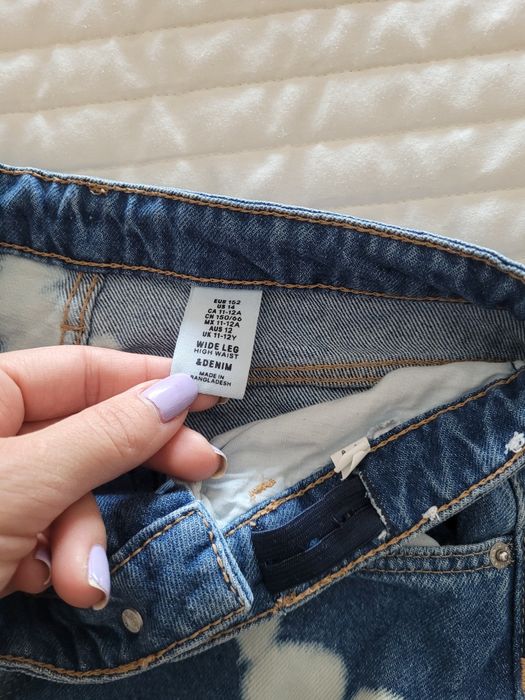 EUR 152
US 14
CA 11-12A
CN 150/66
MX 11-12A
AUS 12
UK 11-12Y
WIDE LEG
HIGH WAIST
&DENIM
MADE IN
BANGLADESH